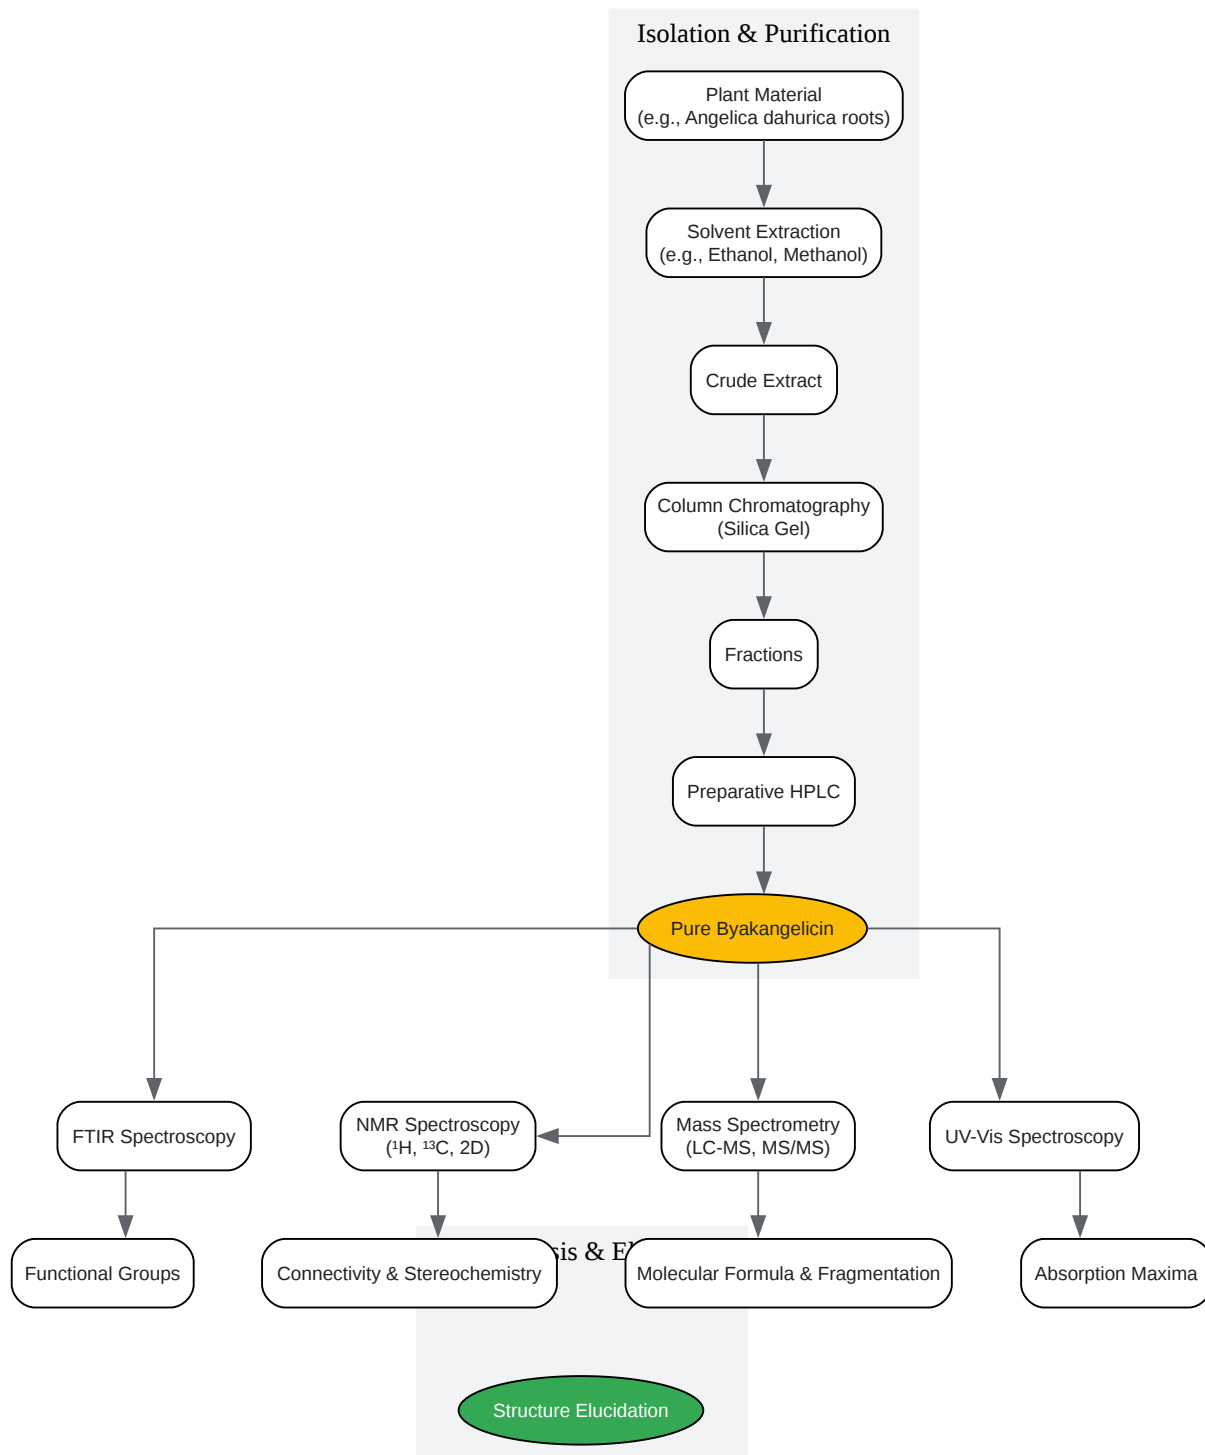 Isolation & Purification
Plant Material
(e.g., Angelica dahurica roots)
Solvent Extraction
(e.g., Ethanol, Methanol)
Crude Extract
Column Chromatography
(Silica Gel)
Fractions
Preparative HPLC
Pure Byakangelicin
FTIR Spectroscopy
NMR Spectroscopy
(¹H, ¹³C, 2D)
Mass Spectrometry
(LC-MS, MS/MS)
UV-Vis Spectroscopy
&
Functional Groups
Connectivity & Stereochemistry
Molecular Formula & Fragmentation
Absorption Maxima
Structure Elucidation